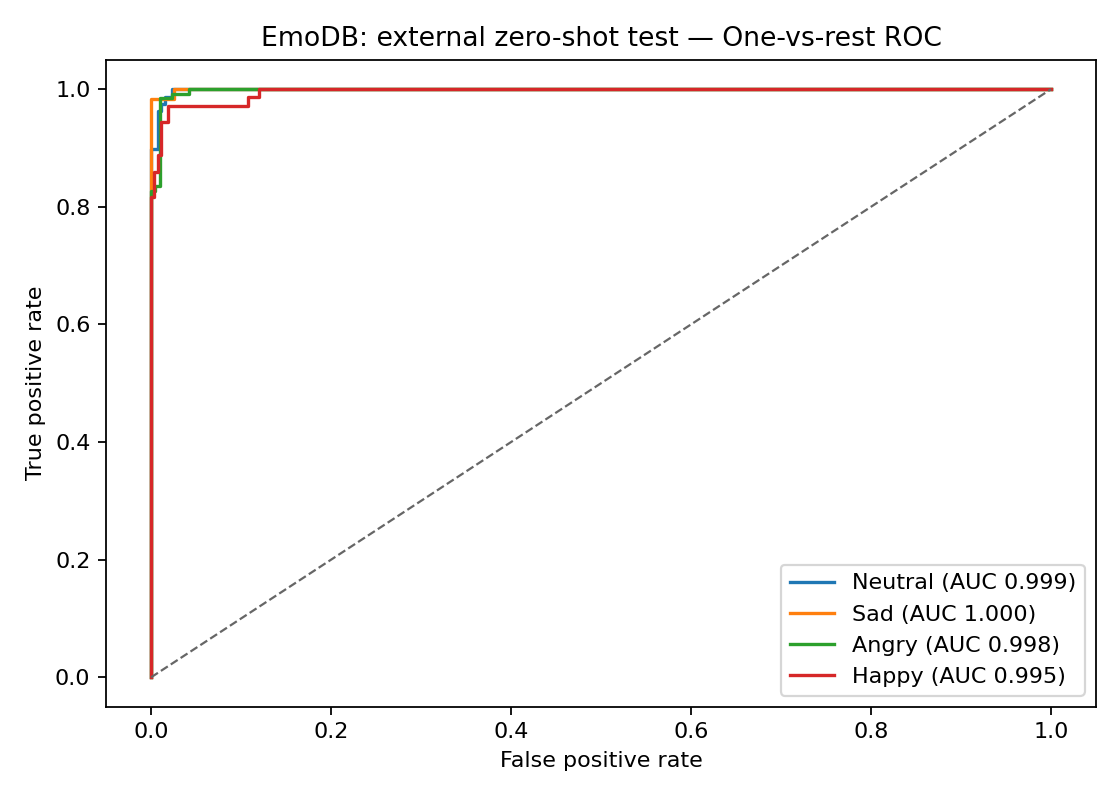 EmoDB: external zero-shot test — One-vs-rest ROC
True positive rate
1.0
0.8
0.6
0.4
0.2
0.0
Neutral (AUC 0.999)
Sad (AUC 1.000)
Angry (AUC 0.998)
Happy (AUC 0.995)
0.0 0.2 0.4 0.6 0.8 1.0
False positive rate